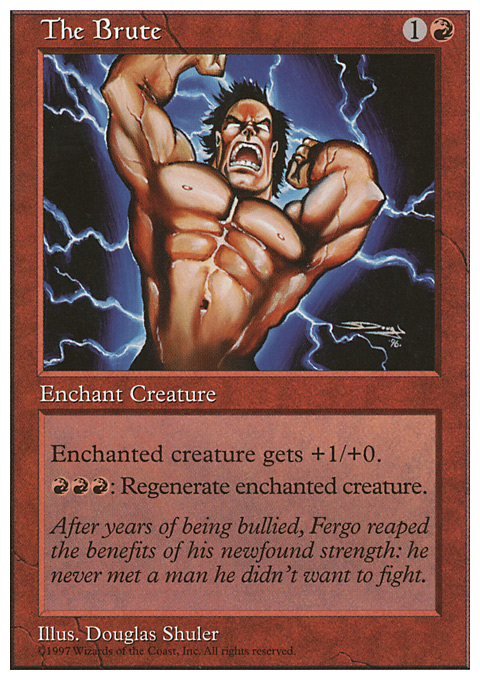 The Brute 1
Enchant Creature
Enchanted creature gets +1/+0.
: Regenerate enchanted creature.
After years of being bullied, Fergo reaped
the benefits of his newfound strength: he
never met a man he didn't want to fight.
Illus. Douglas Shuler
©1997 Wizards of the Coast, Inc. All rights reserved.